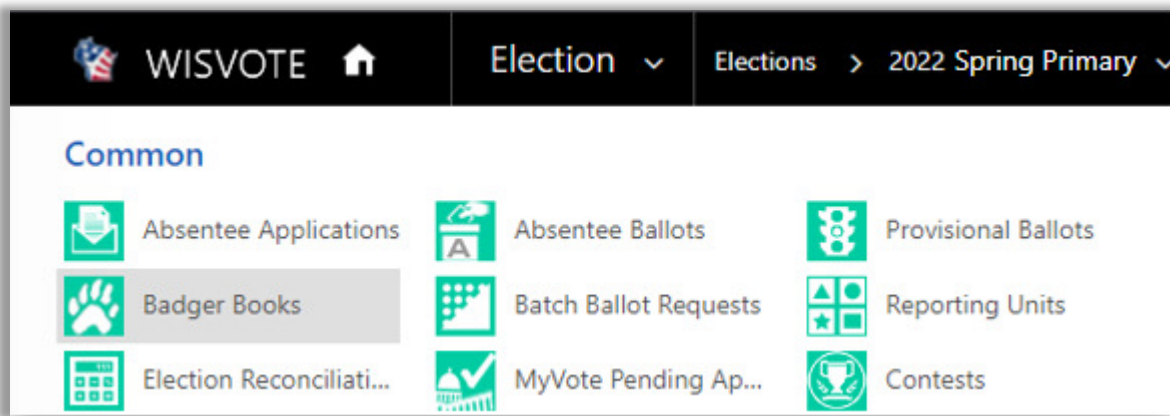 WISVOTE Election Elections > 2022 Spring Primary
Common
Absentee Applications A Absentee Ballots Provisional Ballots
Badger Books Batch Ballot Requests Reporting Units
Election Reconciliati... MyVote Pending Ap... Contests